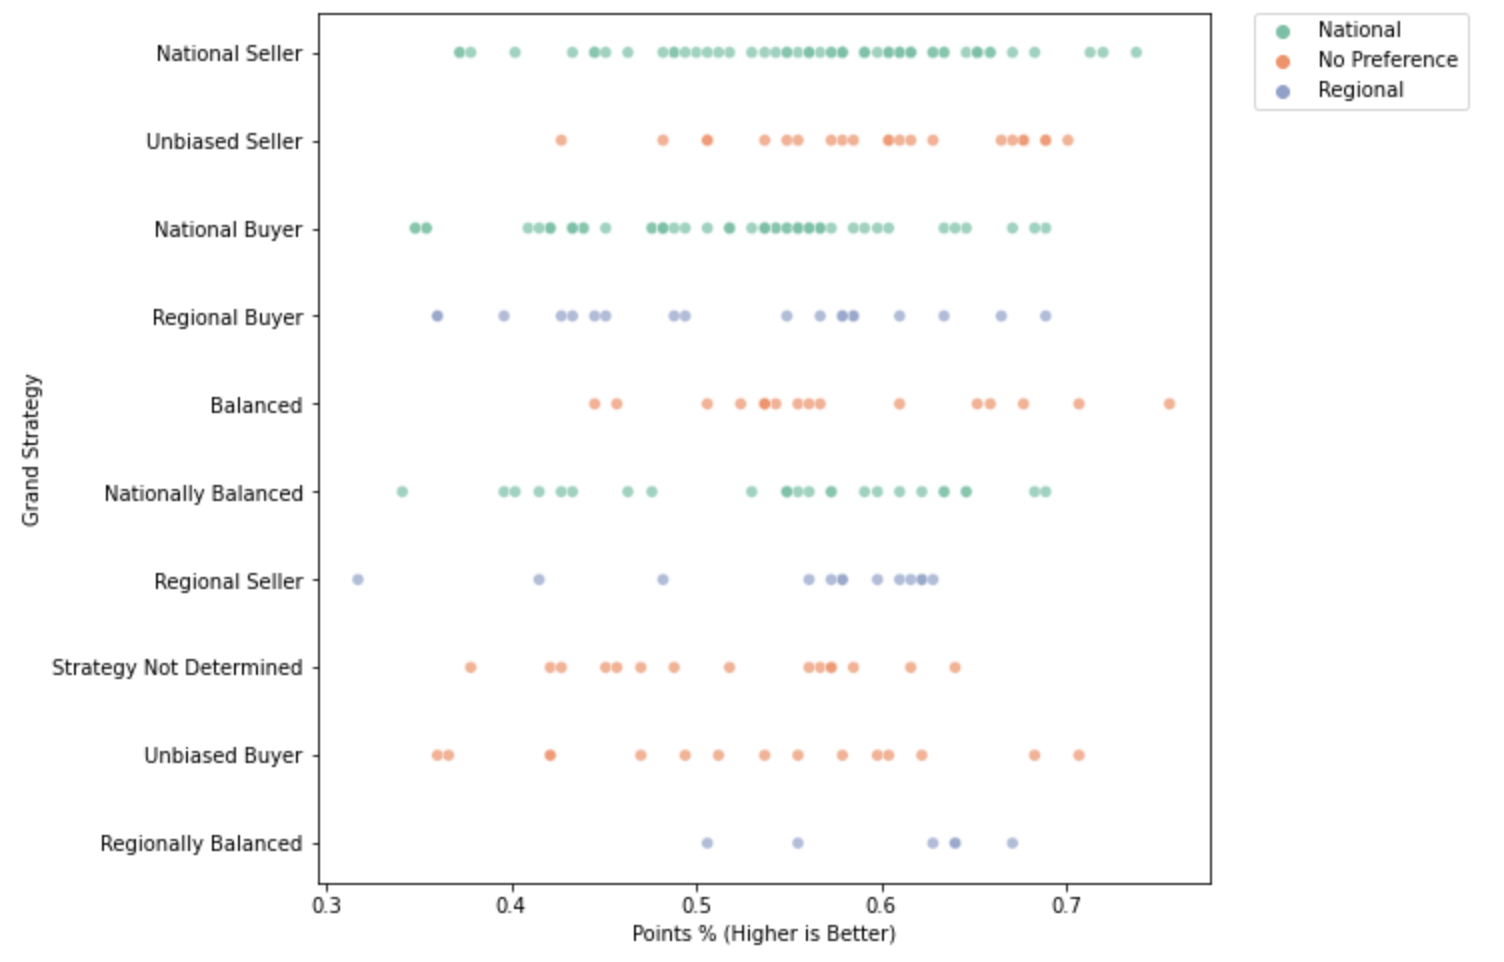 National Seller
Unbiased Seller
National Buyer
Regional Buyer
Balanced
Nationally Balanced
Regional Seller
Strategy Not Determined
Unbiased Buyer
Regionally Balanced
Grand Strategy
0.3 0.4 0.5 0.6 0.7
Points % (Higher is Better)
National
No Preference
Regional